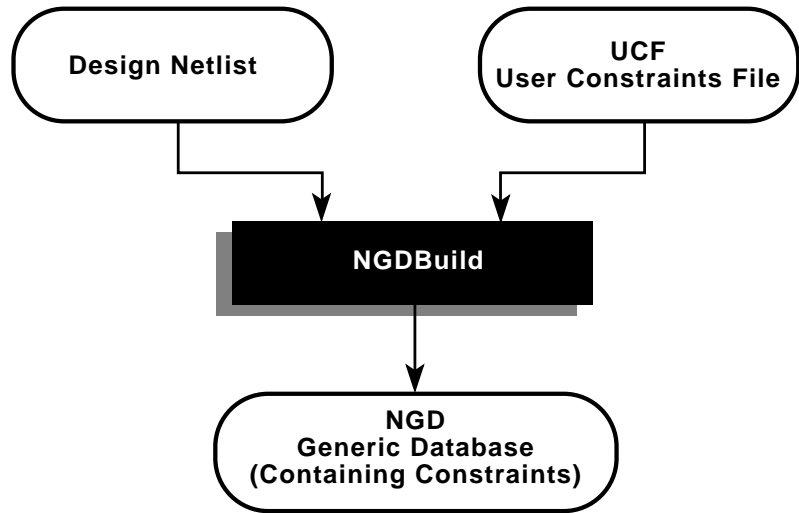 Design Netlist
UCF
User Constraints File
NGDBuild
NGD
Generic Database
(Containing Constraints)